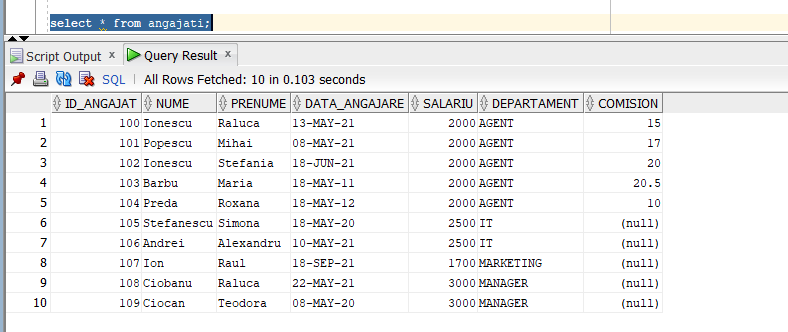 select * from angajati;
Script Output x Query Result x
SQL | All Rows Fetched: 10 in 0.103 seconds
ID_ANGAJAT NUME PRENUME DATA_ANGAJARE SALARIU DEPARTAMENT COMISION
1 100 Ionescu Raluca 13-MAY-21 2000 AGENT 15
2 101 Popescu Mihai 08-MAY-21 2000 AGENT 17
3 102 Ionescu Stefania 18-JUN-21 2000 AGENT 20
4 103 Barbu Maria 18-MAY-11 2000 AGENT 20.5
5 104 Preda Roxana 18-MAY-12 2000 AGENT 10
6 105 Stefanescu Simona 18-MAY-20 2500 IT (null)
7 106 Andrei Alexandru 10-MAY-21 2500 IT (null)
8 107 Ion Raul 18-SEP-21 1700 MARKETING (null)
9 108 Ciobanu Raluca 22-MAY-21 3000 MANAGER (null)
10 109 Ciocan Teodora 08-MAY-20 3000 MANAGER (null)